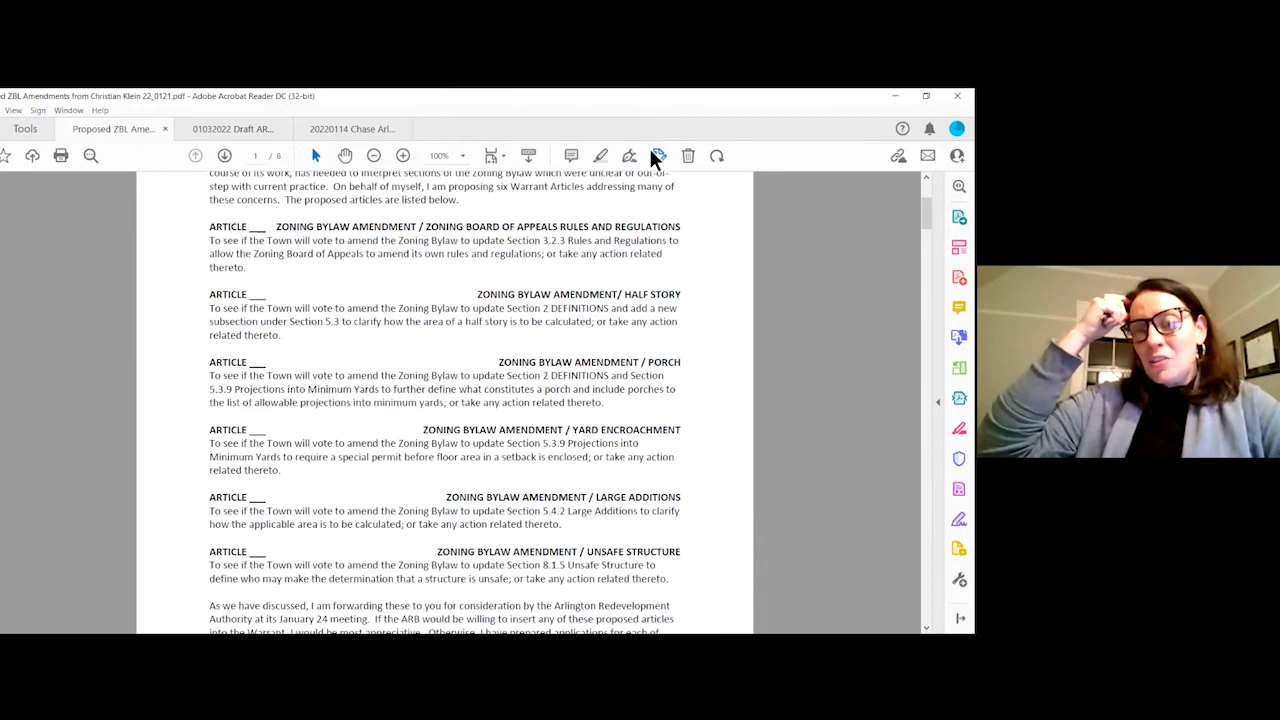 ed ZBL Amendments from Christian Klein 22_0121.pdf - Adobe Acrobat Reader DC (32-bit)
View Sign Window Help
Tools Proposed ZBL Ame... × 01032022 Draft AR... 20220114 Chase Arl...
1 / 8 100%
course of its work, has needed to interpret sections of the Zoning Bylaw which were unclear or out-of-
step with current practice. On behalf of myself, I am proposing six Warrant Articles addressing many of
these concerns. The proposed articles are listed below.
ARTICLE ___ ZONING BYLAW AMENDMENT / ZONING BOARD OF APPEALS RULES AND REGULATIONS
To see if the Town will vote to amend the Zoning Bylaw to update Section 3.2.3 Rules and Regulations to
allow the Zoning Board of Appeals to amend its own rules and regulations; or take any action related
thereto.
ARTICLE ___ ZONING BYLAW AMENDMENT/ HALF STORY
To see if the Town will vote to amend the Zoning Bylaw to update Section 2 DEFINITIONS and add a new
subsection under Section 5.3 to clarify how the area of a half story is to be calculated; or take any action
related thereto.
ARTICLE ___ ZONING BYLAW AMENDMENT / PORCH
To see if the Town will vote to amend the Zoning Bylaw to update Section 2 DEFINITIONS and Section
5.3.9 Projections into Minimum Yards to further define what constitutes a porch and include porches to
the list of allowable projections into minimum yards; or take any action related thereto.
ARTICLE ___ ZONING BYLAW AMENDMENT / YARD ENCROACHMENT
To see if the Town will vote to amend the Zoning Bylaw to update Section 5.3.9 Projections into
Minimum Yards to require a special permit before floor area in a setback is enclosed; or take any action
related thereto.
ARTICLE ___ ZONING BYLAW AMENDMENT / LARGE ADDITIONS
To see if the Town will vote to amend the Zoning Bylaw to update Section 5.4.2 Large Additions to clarify
how the applicable area is to be calculated; or take any action related thereto.
ARTICLE ___ ZONING BYLAW AMENDMENT / UNSAFE STRUCTURE
To see if the Town will vote to amend the Zoning Bylaw to update Section 8.1.5 Unsafe Structure to
define who may make the determination that a structure is unsafe; or take any action related thereto.
As we have discussed, I am forwarding these to you for consideration by the Arlington Redevelopment
Authority at its January 24 meeting. If the ARB would be willing to insert any of these proposed articles
into the Warrant, I would be most appreciative. Otherwise, I have prepared applications for each of